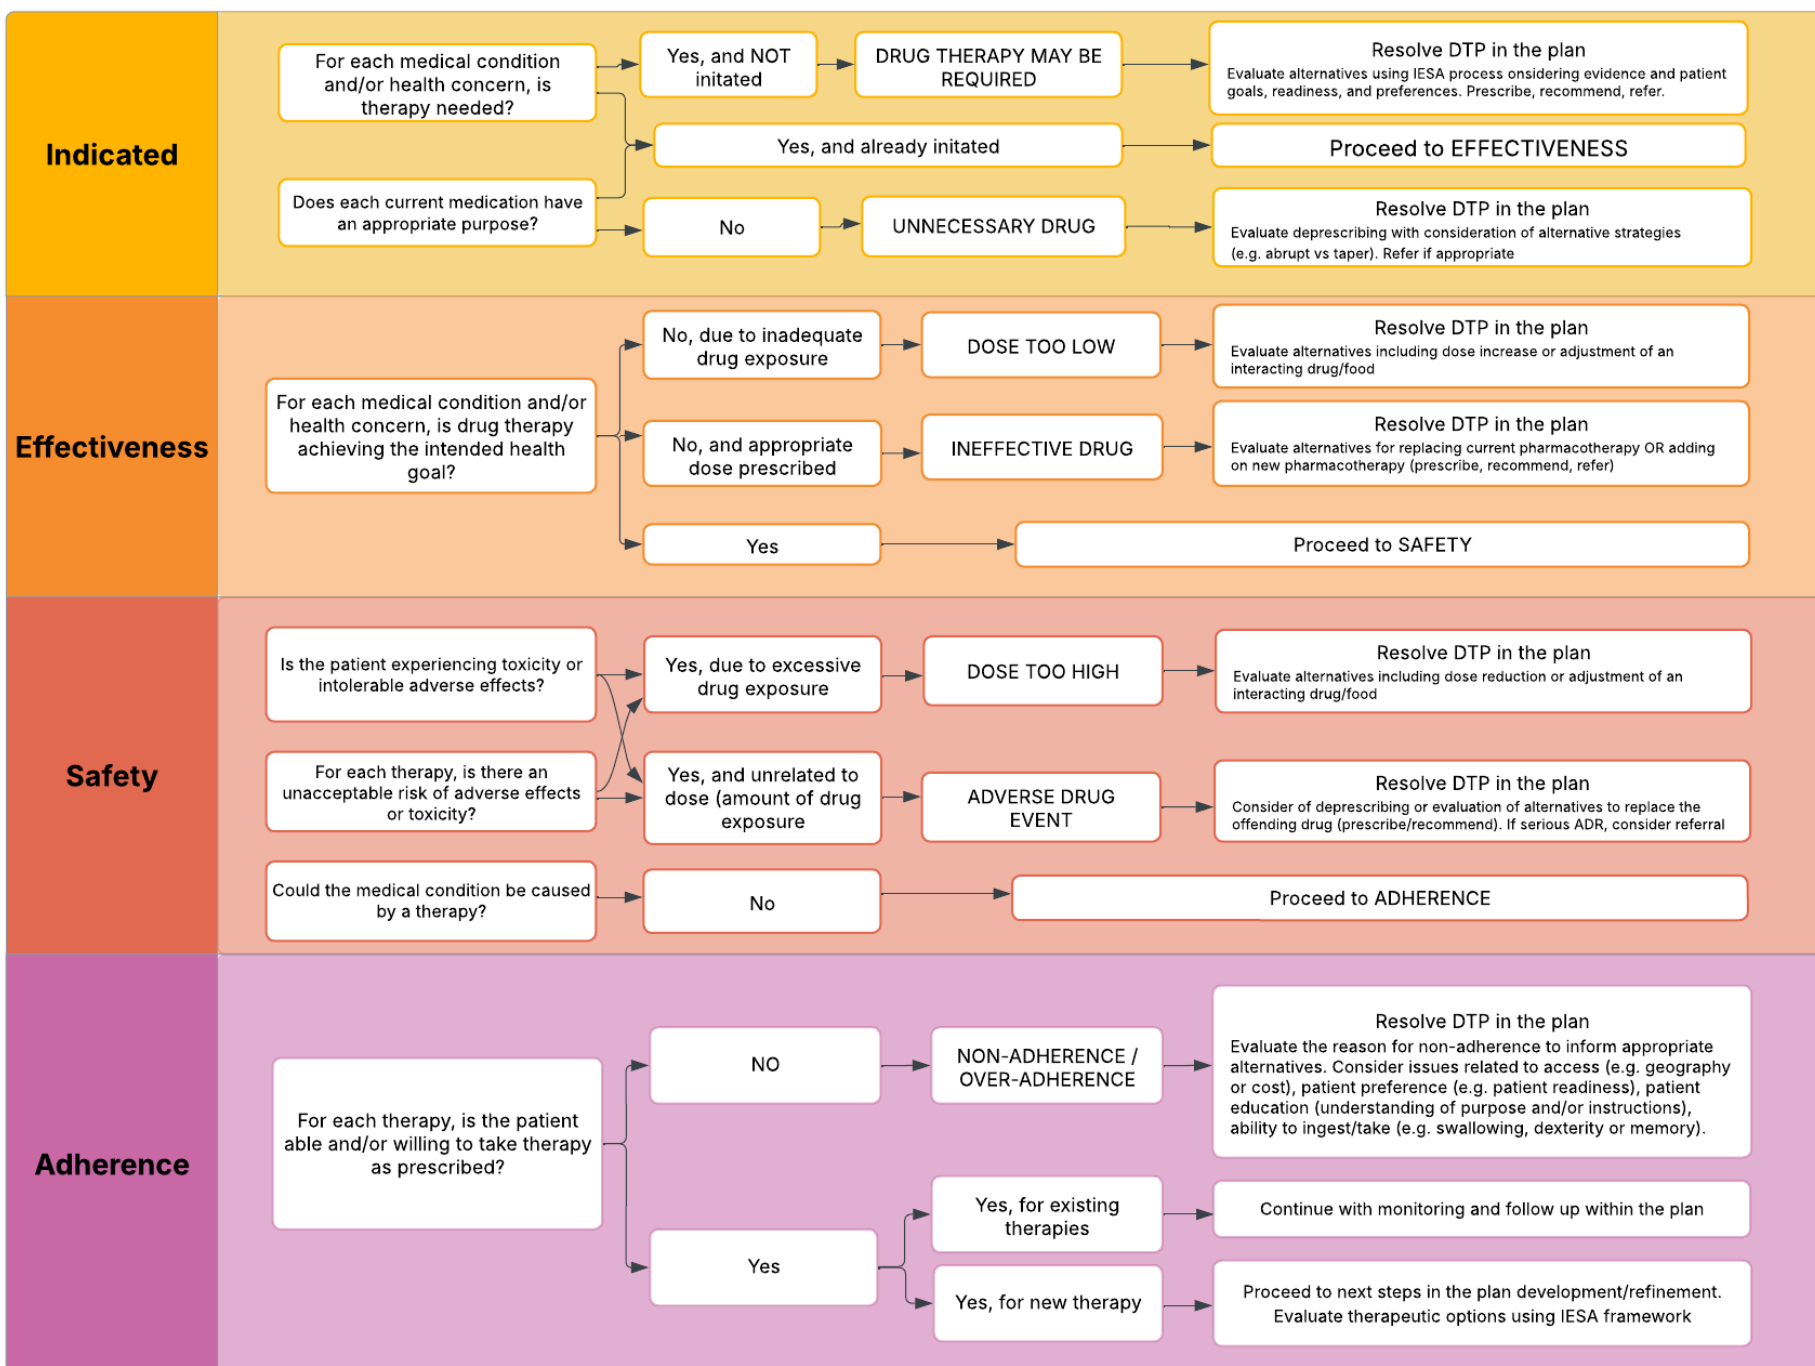 Indicated
For each medical condition
and/or health concern, is
therapy needed?
Yes, and NOT
initated
DRUG THERAPY MAY BE
REQUIRED
Resolve DTP in the plan
Evaluate alternatives using IESA process onsidering evidence and patient
goals, readiness, and preferences. Prescribe, recommend, refer.
Yes, and already initated
Proceed to EFFECTIVENESS
Does each current medication have
an appropriate purpose?
No
UNNECESSARY DRUG
Resolve DTP in the plan
Evaluate deprescribing with consideration of alternative strategies
(e.g. abrupt vs taper). Refer if appropriate
Effectiveness
For each medical condition and/or
health concern, is drug therapy
achieving the intended health
goal?
No, due to inadequate
drug exposure
DOSE TOO LOW
Resolve DTP in the plan
Evaluate alternatives including dose increase or adjustment of an
interacting drug/food
No, and appropriate
dose prescribed
INEFFECTIVE DRUG
Resolve DTP in the plan
Evaluate alternatives for replacing current pharmacotherapy OR adding
on new pharmacotherapy (prescribe, recommend, refer)
Yes
Proceed to SAFETY
Safety
Is the patient experiencing toxicity or
intolerable adverse effects?
Yes, due to excessive
drug exposure
DOSE TOO HIGH
Resolve DTP in the plan
Evaluate alternatives including dose reduction or adjustment of an
interacting drug/food
For each therapy, is there an
unacceptable risk of adverse effects
or toxicity?
Yes, and unrelated to
dose (amount of drug
exposure
ADVERSE DRUG
EVENT
Resolve DTP in the plan
Consider of deprescribing or evaluation of alternatives to replace the
offending drug (prescribe/recommend). If serious ADR, consider referral
Could the medical condition be caused
by a therapy?
No
Proceed to ADHERENCE
Adherence
For each therapy, is the patient
able and/or willing to take therapy
as prescribed?
NO
NON-ADHERENCE /
OVER-ADHERENCE
Resolve DTP in the plan
Evaluate the reason for non-adherence to inform appropriate
alternatives. Consider issues related to access (e.g. geography
or cost), patient preference (e.g. patient readiness), patient
education (understanding of purpose and/or instructions),
ability to ingest/take (e.g. swallowing, dexterity or memory).
Yes
Yes, for existing
therapies
Continue with monitoring and follow up within the plan
Yes, for new therapy
Proceed to next steps in the plan development/refinement.
Evaluate therapeutic options using IESA framework